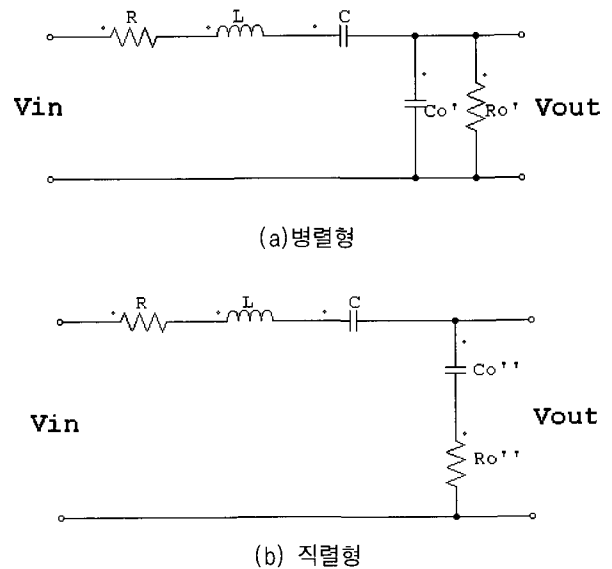 R L C
Vin Co' Ro' Vout
(a)병렬형
R L C
Co''
Vin Vout
Ro''
(b) 직렬형